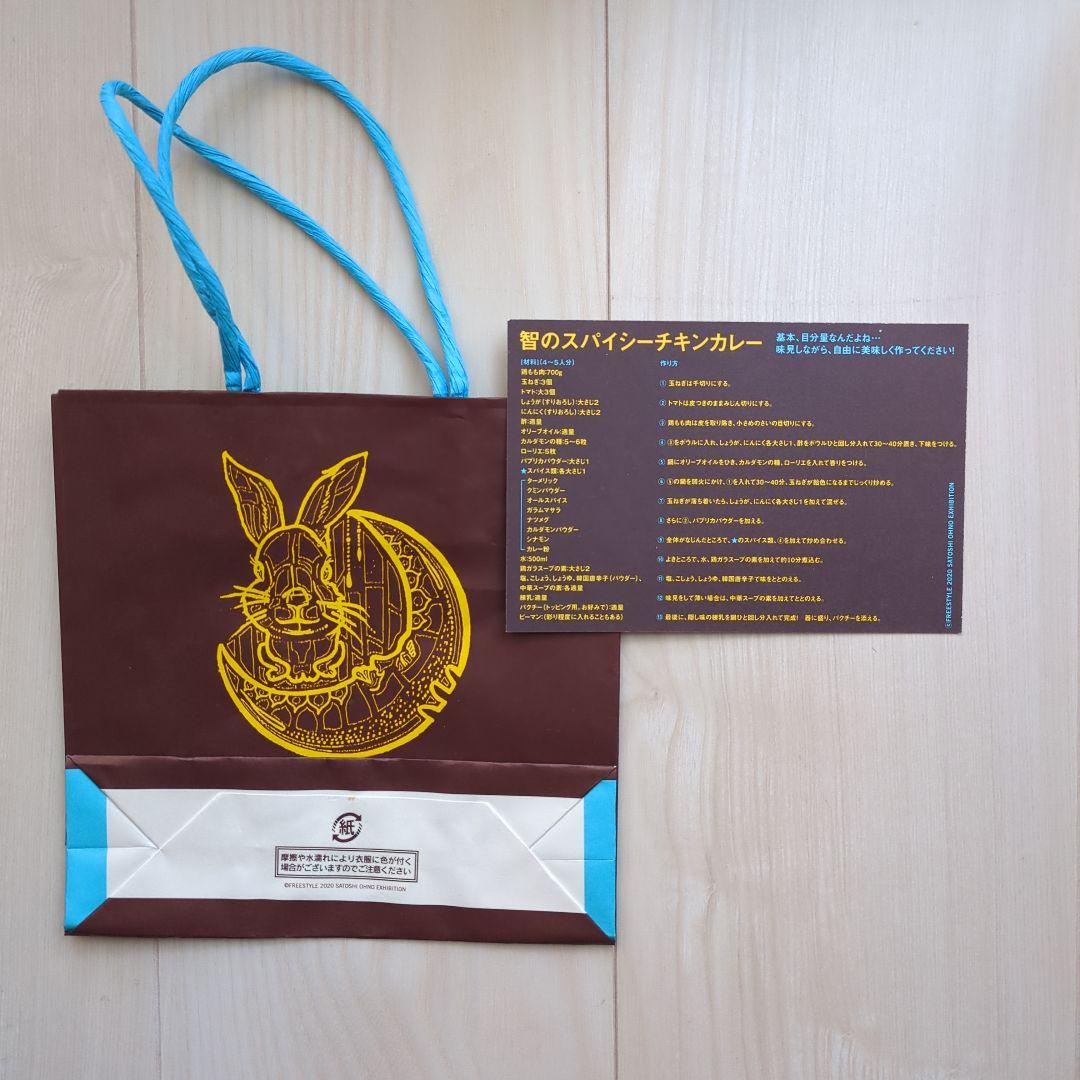 智のスパイシーチキンカレー
基本、目分量なんだよね…
味見しながら、自由に美味しく作ってください!
[材料](4〜5人分)
鶏もも肉:700g
玉ねぎ:3個
トマト:大3個
しょうが(すりおろし):大さじ2
にんにく(すりおろし):大さじ2
酢:適量
オリーブオイル:適量
カルダモンの種:5〜6粒
ローリエ:5枚
パプリカパウダー:大さじ1
★スパイス類:各大さじ1
ターメリック
クミンパウダー
オールスパイス
ガラムマサラ
ナツメグ
カルダモンパウダー
シナモン
カレー粉
水:500ml
鶏ガラスープの素:大さじ2
塩、こしょう、しょうゆ、韓国唐辛子(パウダー)、
中華スープの素:各適量
練乳:適量
パクチー(トッピング用。お好みで):適量
ピーマン:(彩り程度に入れることもある)
作り方
① 玉ねぎは千切りにする。
② トマトは皮つきのままみじん切りにする。
③ 鶏もも肉は皮を取り除き、小さめのさいの目切りにする。
④ ③をボウルに入れ、しょうが、にんにく各大さじ1、酢をボウルひと回し分入れて30〜40分置き、下味をつける。
⑤ 鍋にオリーブオイルをひき、カルダモンの種、ローリエを入れて香りをつける。
⑥ ⑤の鍋を弱火にかけ、①を入れて30〜40分、玉ねぎが飴色になるまでじっくり炒める。
⑦ 玉ねぎが落ち着いたら、しょうが、にんにく各大さじ1を加えて混ぜる。
⑧ さらに②、パプリカパウダーを加える。
⑨ 全体がなじんだところで、★のスパイス類、④を加えて炒め合わせる。
⑩ よきところで、水、鶏ガラスープの素を加えて約10分煮込む。
⑪ 塩、こしょう、しょうゆ、韓国唐辛子で味をととのえる。
⑫ 味見をして薄い場合は、中華スープの素を加えてととのえる。
⑬ 最後に、隠し味の練乳を鍋ひと回し分入れて完成! 器に盛り、パクチーを添える。
©FREESTYLE 2020 SATOSHI OHNO EXHIBITION
紙
摩擦や水濡れにより衣服に色が付く
場合がございますのでご注意ください
©FREESTYLE 2020 SATOSHI OHNO EXHIBITION